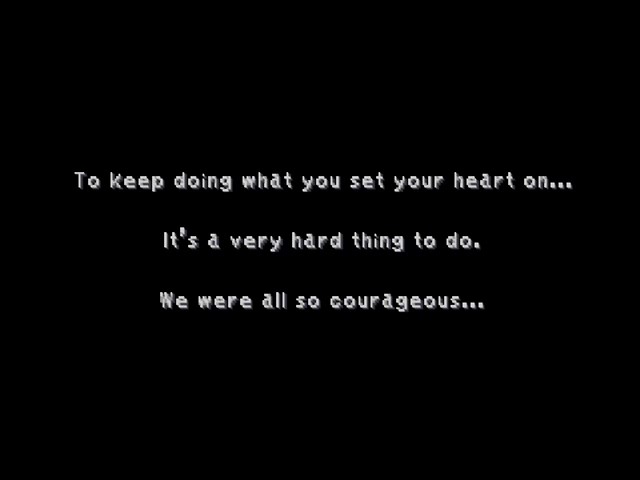 To keep doing what you set your heart on...
It's a very hard thing to do.
We were all so courageous...